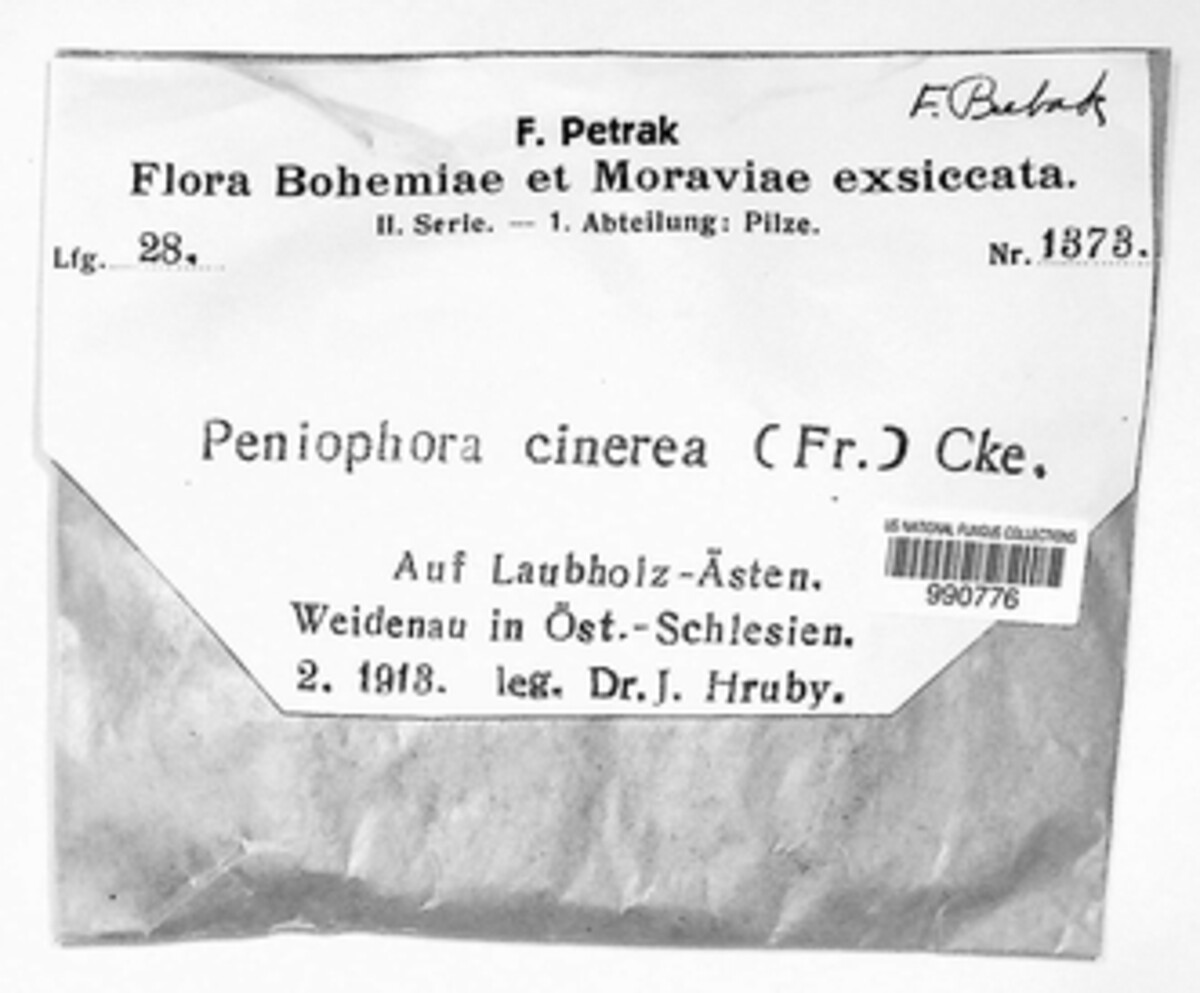 F. Bubak
F. Petrak
Flora Bohemiae et Moraviae exsiccata.
II. Serie. — 1. Abteilung: Pilze.
Lfg. 28.
Nr. 1373.
Peniophora cinerea (Fr.) Cke.
US NATIONAL FUNGUS COLLECTIONS
990776
Auf Laubholz-Ästen.
Weidenau in Öst.-Schlesien.
2. 1913. leg. Dr. J. Hruby.